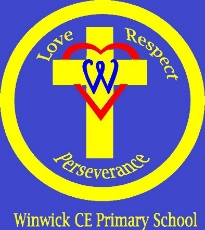 Love Respect
W
Perseverance
Winwick CE Primary School